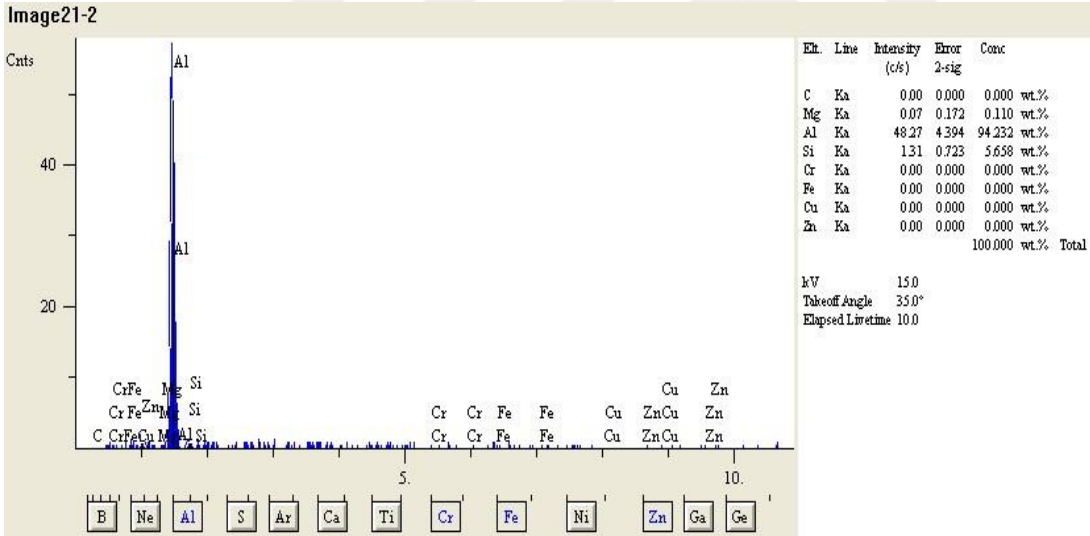 Image21-2
Cnts
Al
40
Al
20
CrFe Mg Si Cu Zn
Cr Fe Zn Mg Si Cr Cr Fe Fe Cu Zn Cu Zn
C Cr Fe Cu Mg Al Si Cr Cr Fe Fe Cu Zn Cu Zn
5. 10.
B Ne Al S Ar Ca Ti Cr Fe Ni Zn Ga Ge
Elt. Line Intensity Error Conc
(c/s) 2-sig
C Ka 0.00 0.000 0.000 wt.%
Mg Ka 0.07 0.172 0.110 wt.%
Al Ka 48.27 4.394 94.232 wt.%
Si Ka 1.31 0.723 5.658 wt.%
Cr Ka 0.00 0.000 0.000 wt.%
Fe Ka 0.00 0.000 0.000 wt.%
Cu Ka 0.00 0.000 0.000 wt.%
Zn Ka 0.00 0.000 0.000 wt.%
100.000 wt.% Total
kV 15.0
Takeoff Angle 35.0°
Elapsed Livetime 10.0